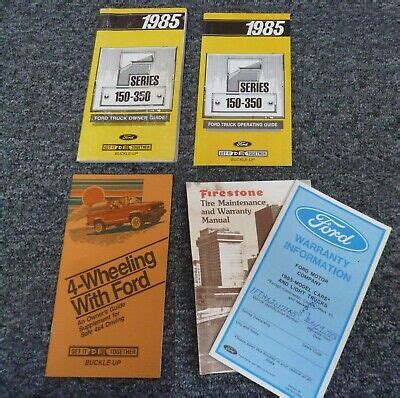 1985
F SERIES
150-350
FORD TRUCK OWNER GUIDE
Ford
GET IT TOGETHER
BUCKLE-UP
1985
F SERIES
150-350
FORD TRUCK OPERATING GUIDE
Ford
GET IT TOGETHER
BUCKLE-UP
4-Wheeling
With Ford
An Owner's Guide
Supplement for
Safe 4x4 Driving
GET IT TOGETHER
BUCKLE-UP
Firestone
Tire Maintenance
and Warranty
Manual
Ford
WARRANTY
INFORMATION
FORD MOTOR
COMPANY
1985-MODEL CARS*
AND LIGHT TRUCKS